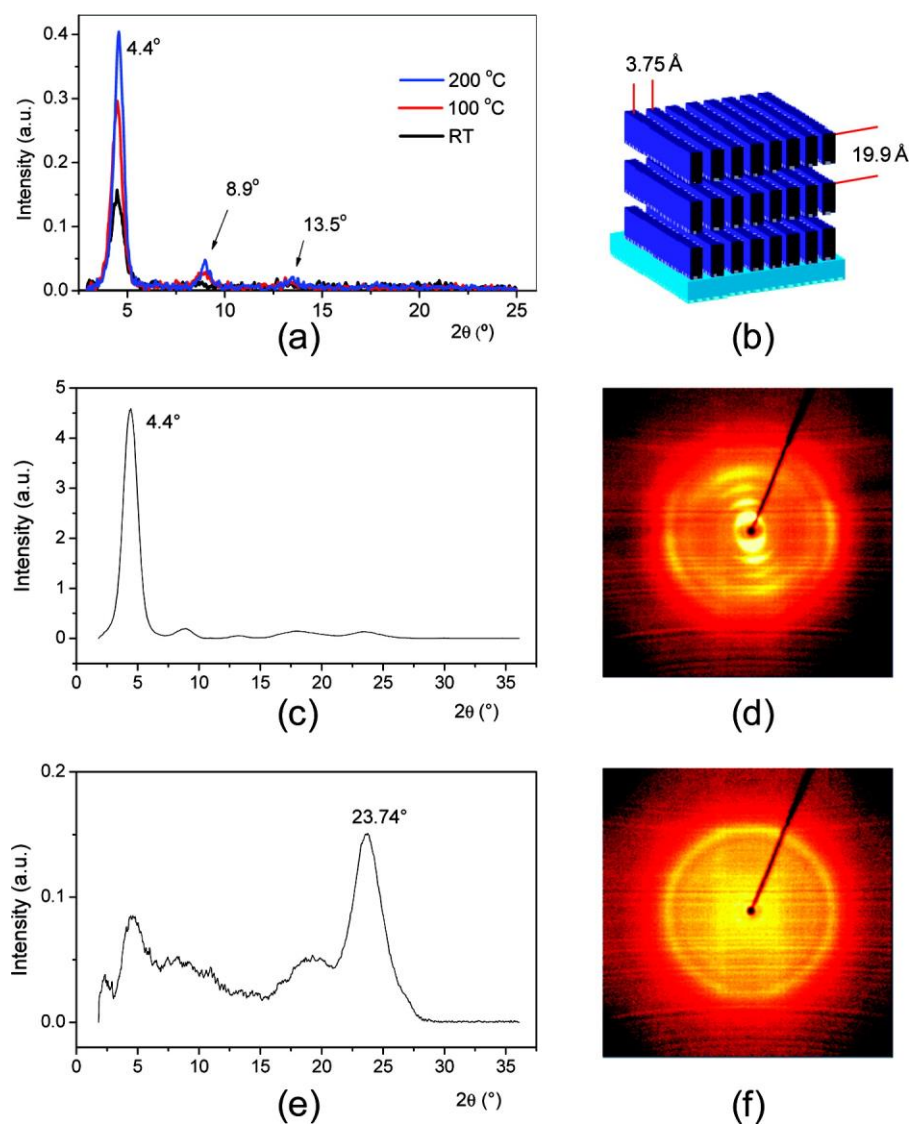 0.4
0.3
0.2
0.1
0.0
Intensity (a.u.)
4.4°
8.9°
13.5°
200 °C
100 °C
RT
5 10 15 20 25
2θ (°)
(a)
3.75 Å
19.9 Å
(b)
5
4
3
2
1
0
Intensity (a.u.)
4.4°
0 5 10 15 20 25 30 35
2θ (°)
(c)
(d)
0.2
0.1
0.0
Intensity (a.u.)
23.74°
0 5 10 15 20 25 30 35
2θ (°)
(e)
(f)